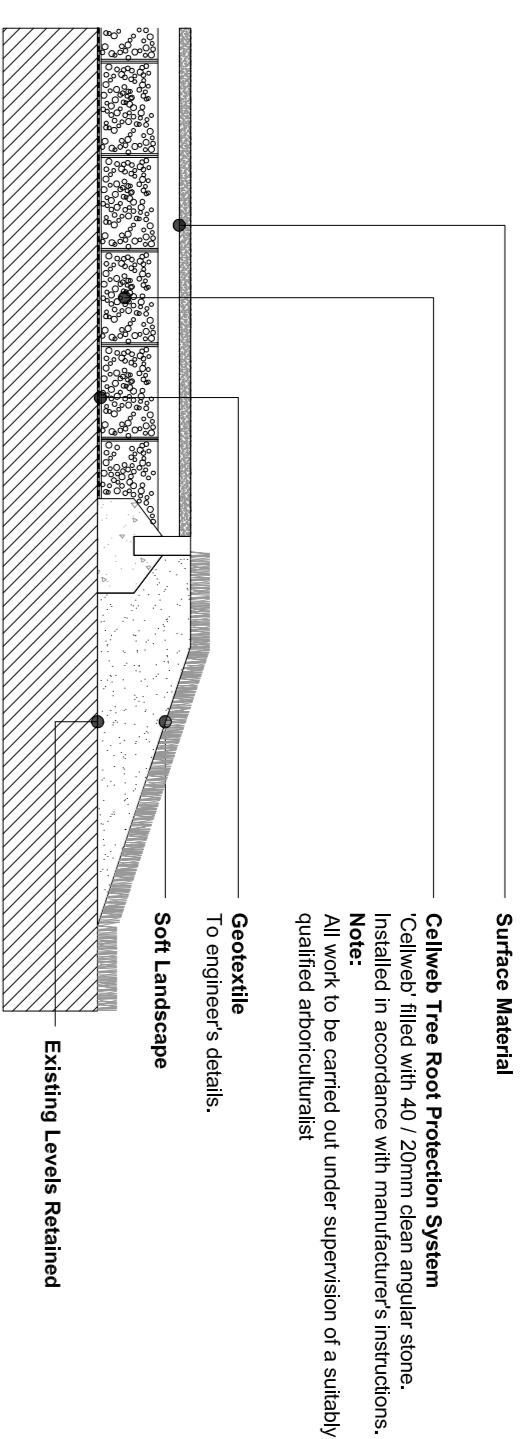 Surface Material
Cellweb Tree Root Protection System
'Cellweb' filled with 40 / 20mm clean angular stone.
Installed in accordance with manufacturer's instructions.
Note:
All work to be carried out under supervision of a suitably
qualified arboriculturalist
Geotextile
To engineer's details.
Soft Landscape
Existing Levels Retained